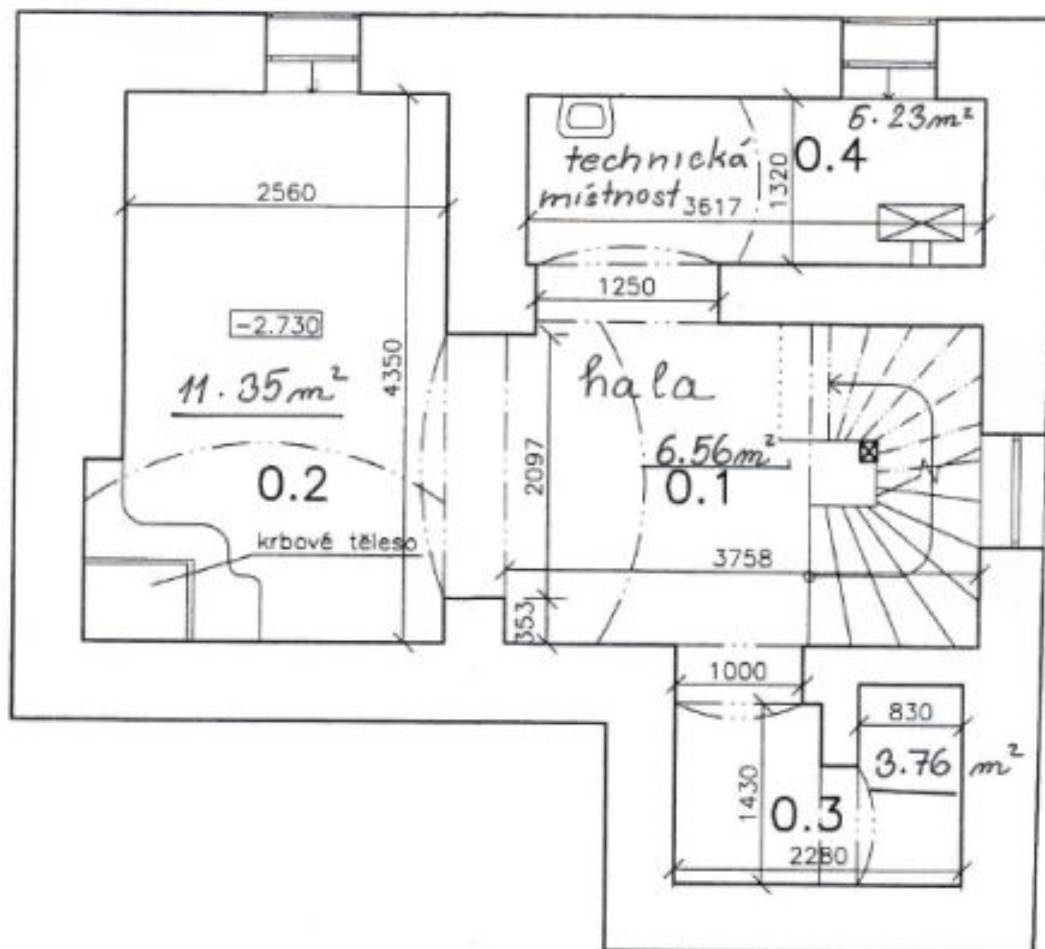 6.23m²
0.4
technická
místnost
3617
1320
2560
1250
-2.730
hala
11.35m²
4350
6.56m²
0.1
0.2
2097
krbové těleso
3758
353
1000
830
3.76 m²
1430
0.3
2280